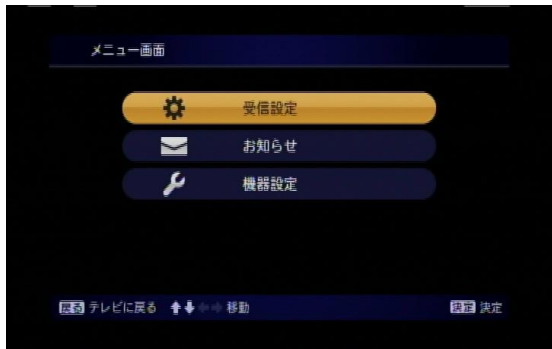 メニュー画面
受信設定
お知らせ
機器設定
戻る テレビに戻る 移動 決定 決定